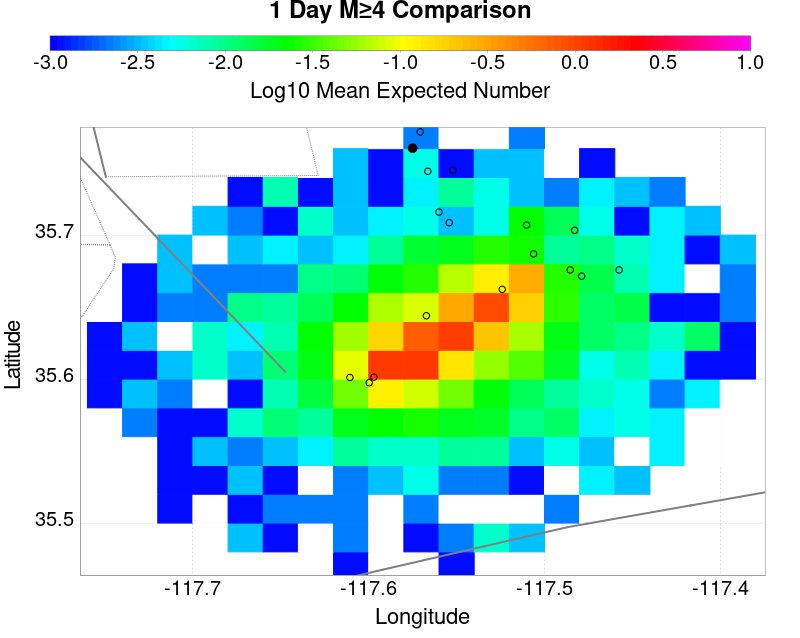 1 Day M≥4 Comparison
-3.0 -2.5 -2.0 -1.5 -1.0 -0.5 0.0 0.5 1.0
Log10 Mean Expected Number
35.7
35.6
35.5
Latitude
-117.7 -117.6 -117.5 -117.4
Longitude